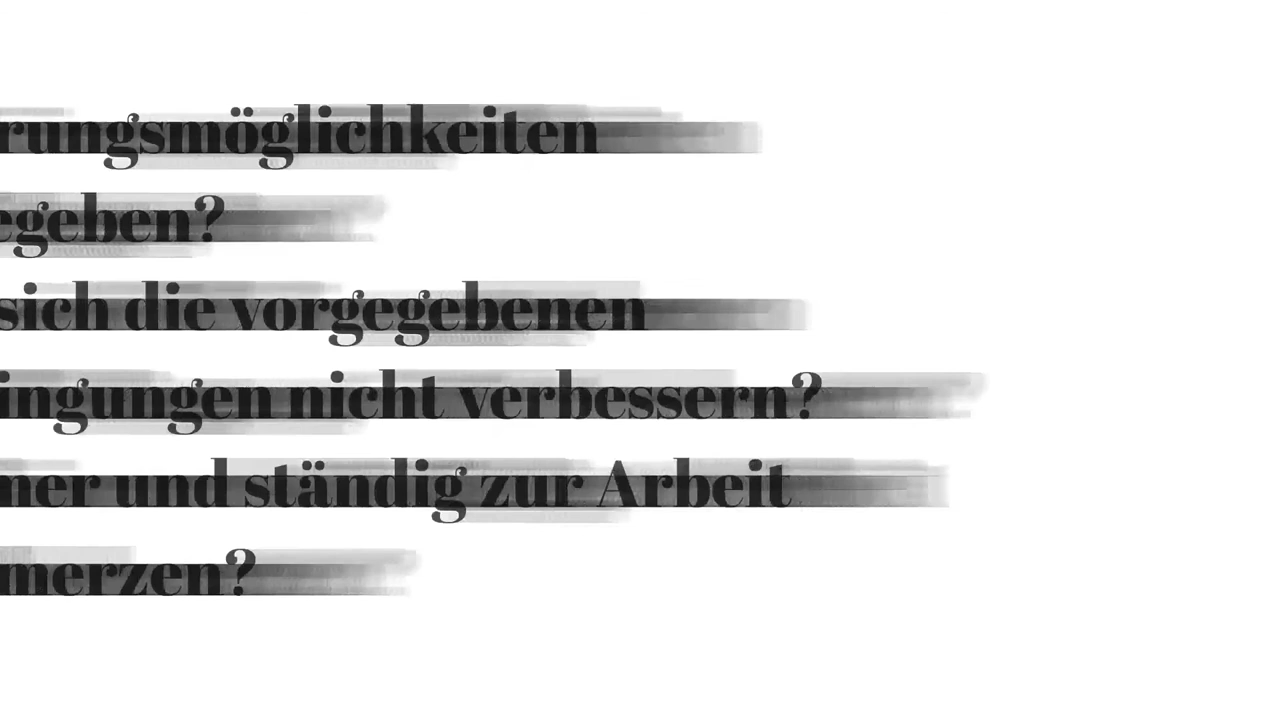 rungsmöglichkeiten
egeben?
sich die vorgegebenen
ingungen nicht verbessern?
mer und ständig zur Arbeit
merzen?